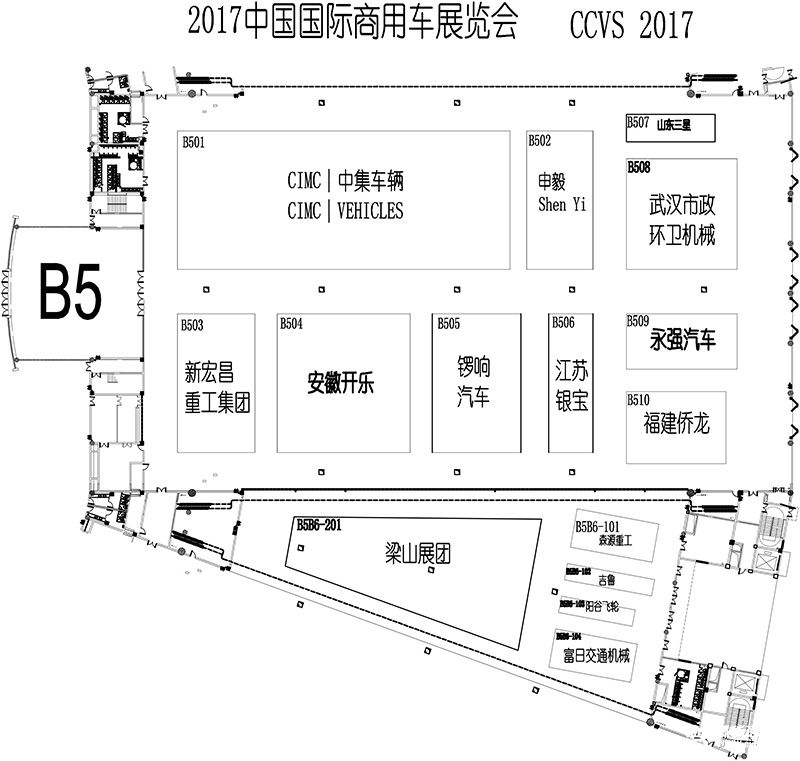 2017中国国际商用车展览会 CCVS 2017
B501
CIMC|中集车辆
CIMC|VEHICLES
B502
申毅
Shen Yi
B507 山东三星
B508
武汉市政
环卫机械
B5
B503
新宏昌
重工集团
B504
安徽开乐
B505
锣响
汽车
B506
江苏
银宝
B509
永强汽车
B510
福建侨龙
B5B6-201
梁山展团
B5B6-101
森源重工
B5B6-102
吉鲁
B5B6-103 阳谷飞轮
B5B6-104
富日交通机械